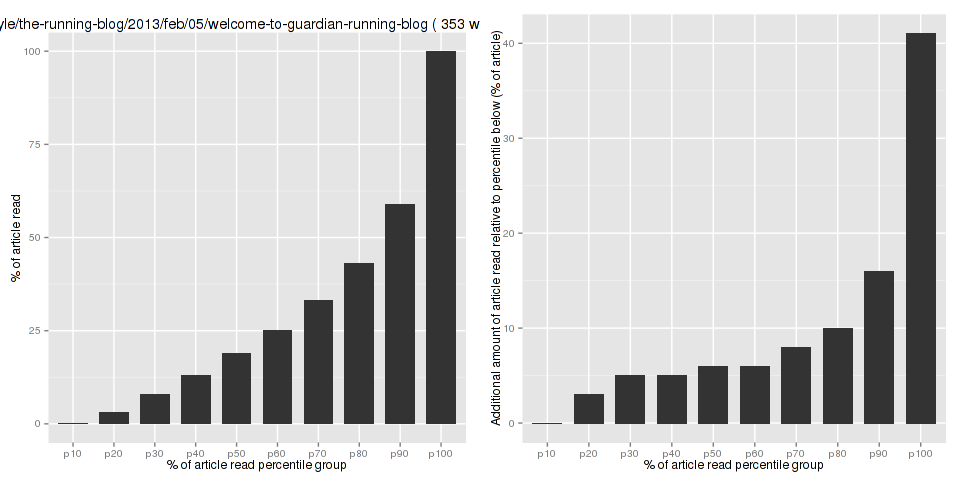 yle/the-running-blog/2013/feb/05/welcome-to-guardian-running-blog ( 353 w
% of article read
100
75
50
25
0
p10 p20 p30 p40 p50 p60 p70 p80 p90 p100
% of article read percentile group
Additional amount of article read relative to percentile below (% of article)
40
30
20
10
0
p10 p20 p30 p40 p50 p60 p70 p80 p90 p100
% of article read percentile group